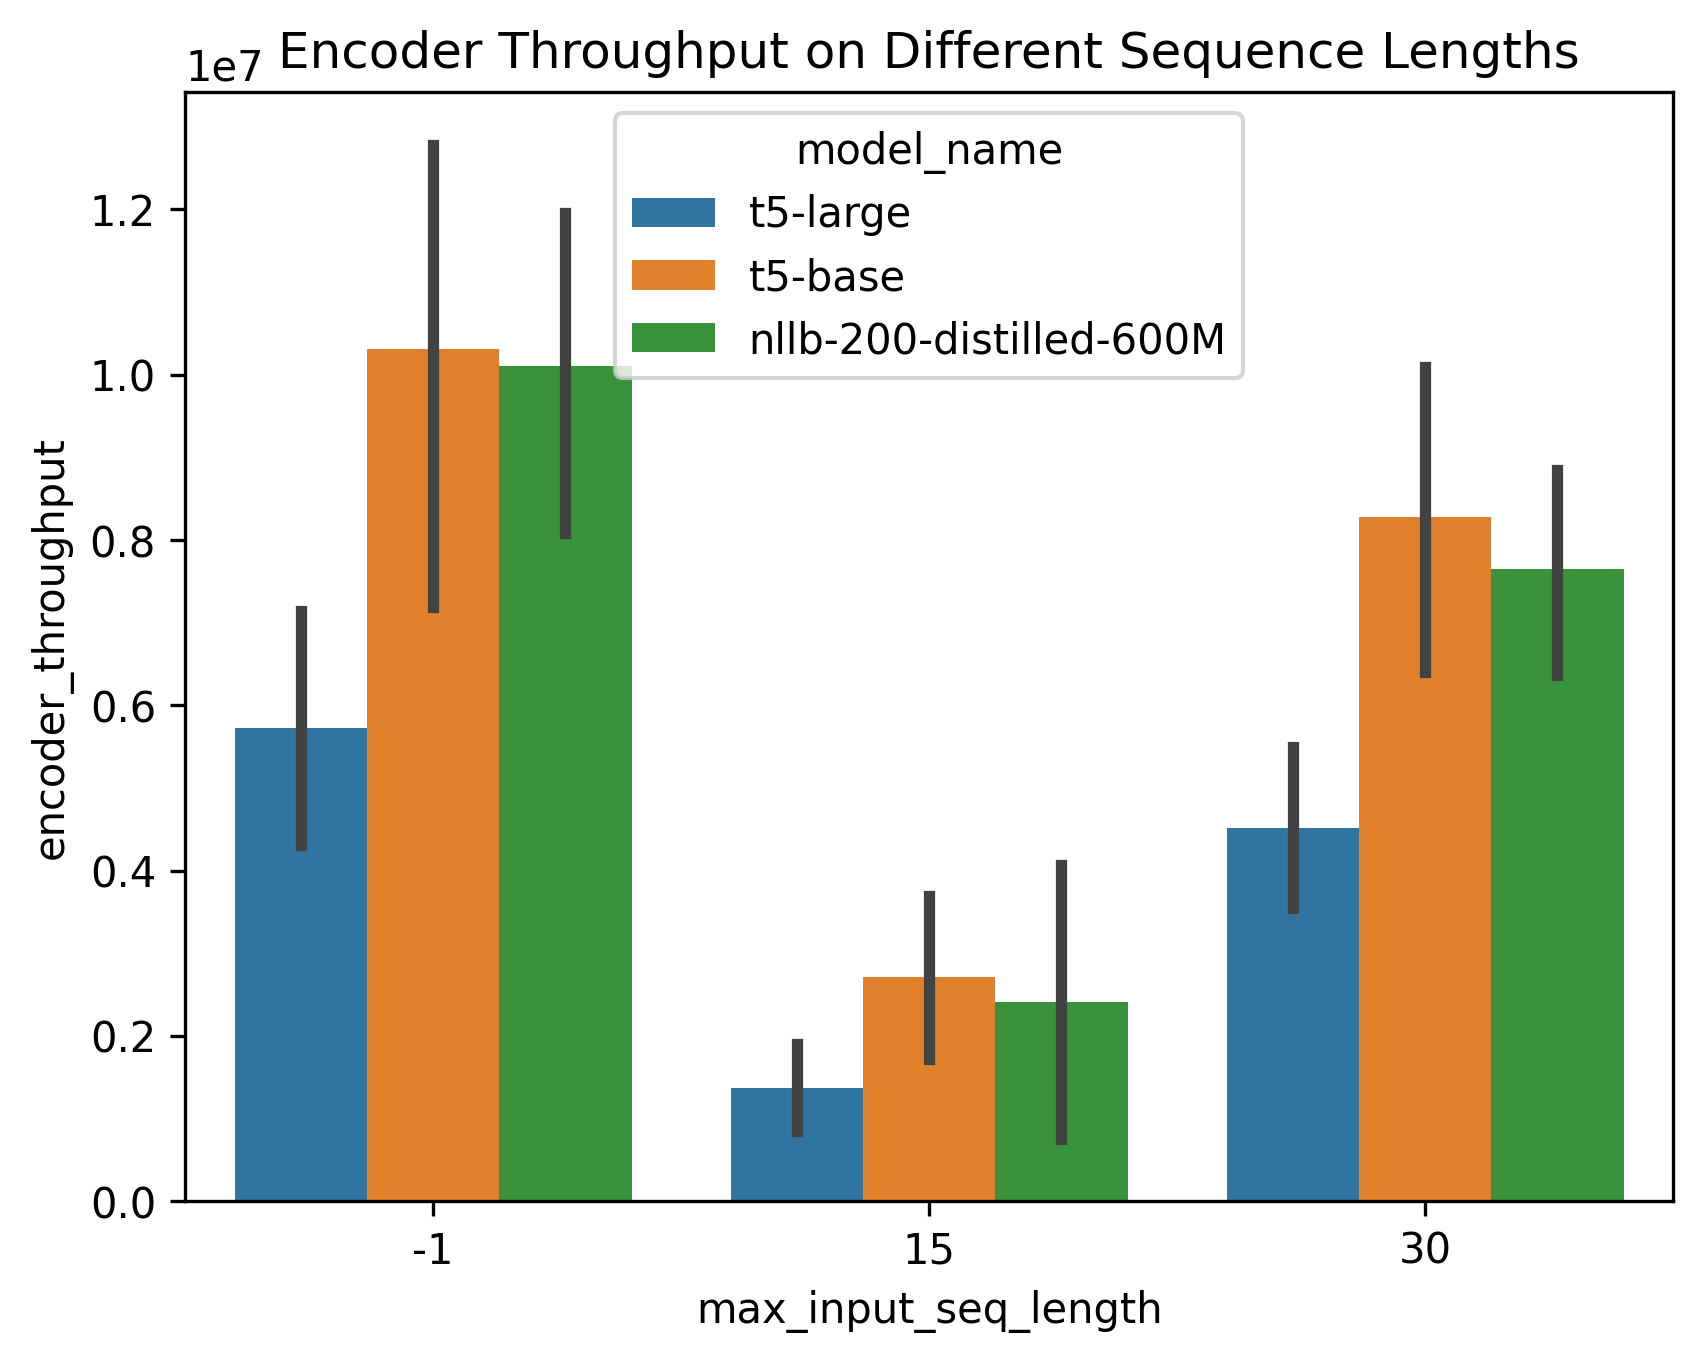 Encoder Throughput on Different Sequence Lengths
1e7
model_name
t5-large
t5-base
nllb-200-distilled-600M
encoder_throughput
1.2
1.0
0.8
0.6
0.4
0.2
0.0
-1 15 30
max_input_seq_length